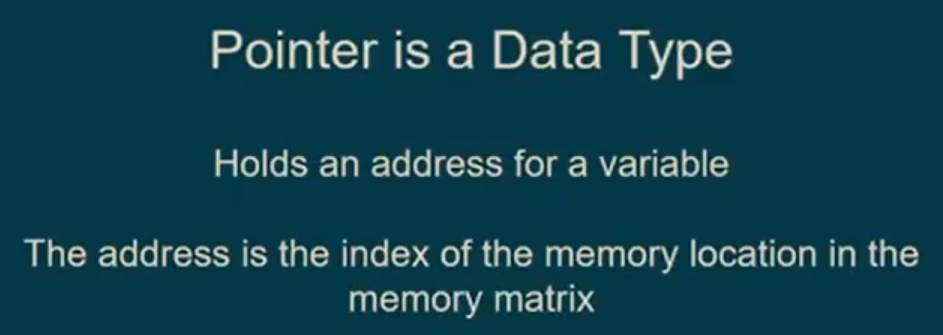 Pointer is a Data Type
Holds an address for a variable
The address is the index of the memory location in the
memory matrix